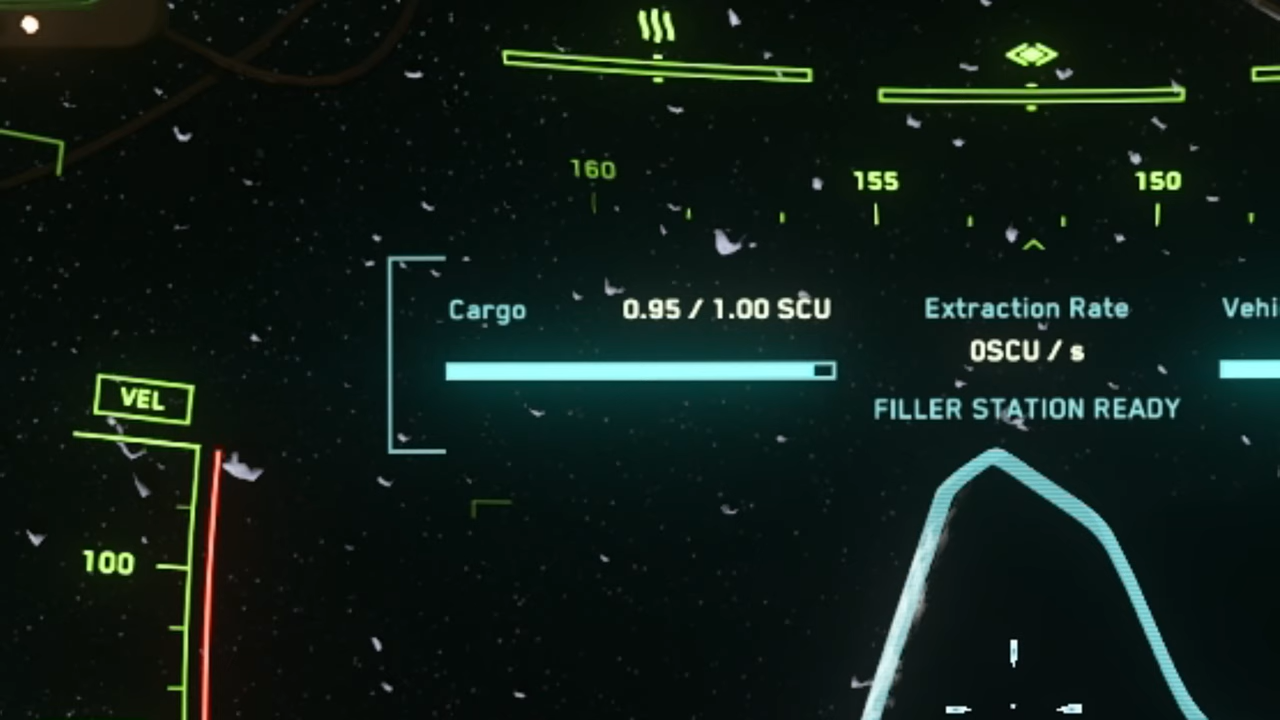 160
155
150
Cargo 0.95 / 1.00 SCU
Extraction Rate
0SCU / s
FILLER STATION READY
VEL
100